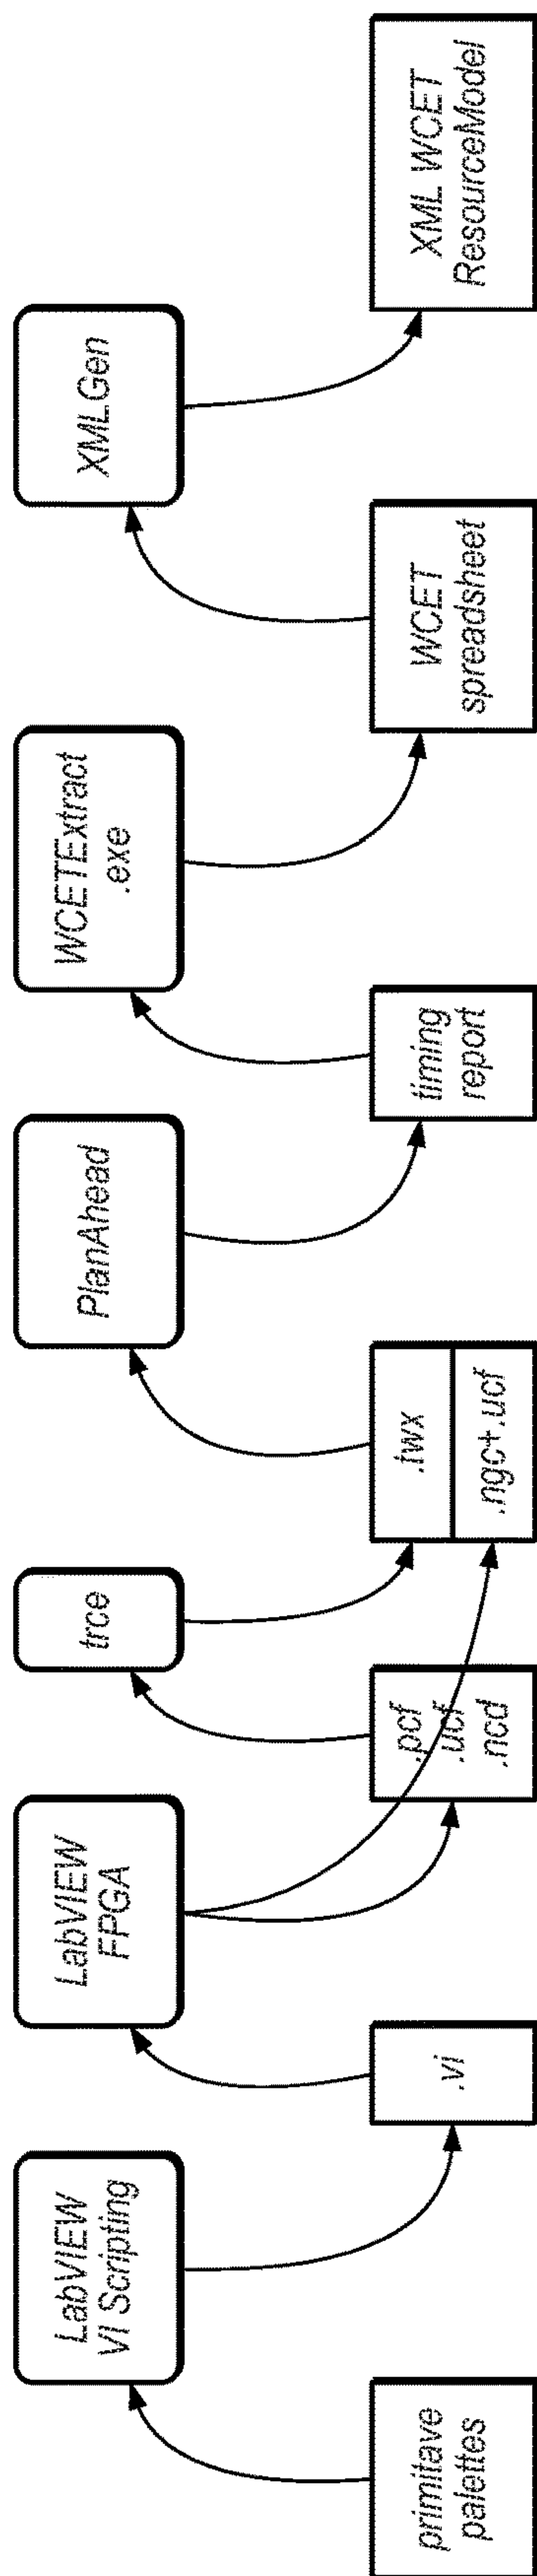 LabVIEW
VI Scripting
LabVIEW
FPGA
trce
PlanAhead
WCETExtract
.exe
XMLGen
primitave
palettes
.vi
.pcf
.ucf
.ncd
.twx
.ngc+.ucf
timing
report
WCET
spreadsheet
XML WCET
ResourceModel